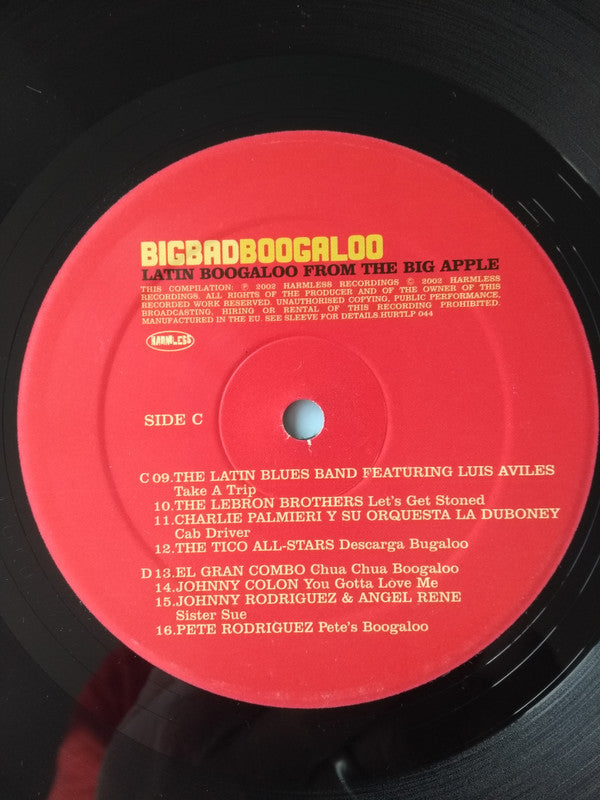 BIGBADBOOGALOO
LATIN BOOGALOO FROM THE BIG APPLE
THIS COMPILATION: ℗ 2002 HARMLESS RECORDINGS © 2002 HARMLESS
RECORDINGS. ALL RIGHTS OF THE PRODUCER AND OF THE OWNER OF THIS
RECORDED WORK RESERVED. UNAUTHORISED COPYING, PUBLIC PERFORMANCE,
BROADCASTING, HIRING OR RENTAL OF THIS RECORDING PROHIBITED.
MANUFACTURED IN THE EU. SEE SLEEVE FOR DETAILS.HURTLP 044
HARMLESS
SIDE C
C 09.THE LATIN BLUES BAND FEATURING LUIS AVILES
Take A Trip
10.THE LEBRON BROTHERS Let's Get Stoned
11.CHARLIE PALMIERI Y SU ORQUESTA LA DUBONEY
Cab Driver
12.THE TICO ALL-STARS Descarga Bugaloo
D 13.EL GRAN COMBO Chua Chua Boogaloo
14.JOHNNY COLON You Gotta Love Me
15.JOHNNY RODRIGUEZ & ANGEL RENE
Sister Sue
16.PETE RODRIGUEZ Pete's Boogaloo